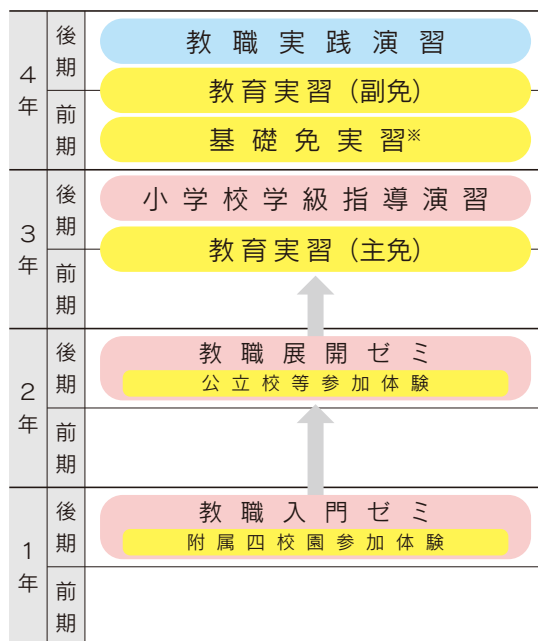 4年
後期
教職実践演習
教育実習（副免）
前期
基礎免実習※
3年
後期
小学校学級指導演習
教育実習（主免）
前期
2年
後期
教職展開ゼミ
公立校等参加体験
前期
1年
後期
教職入門ゼミ
附属四校園参加体験
前期